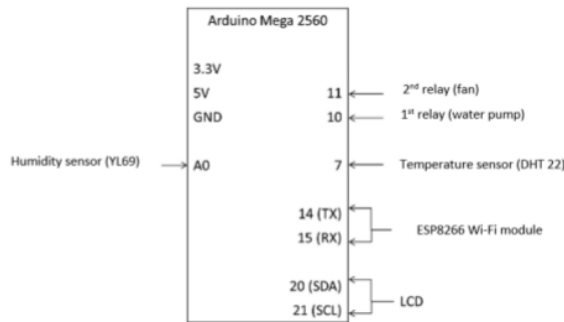 Arduino Mega 2560
3.3V
5V
GND
11
2nd relay (fan)
10
1st relay (water pump)
Humidity sensor (YL69)
A0
7
Temperature sensor (DHT 22)
14 (TX)
15 (RX)
ESP8266 Wi-Fi module
20 (SDA)
21 (SCL)
LCD